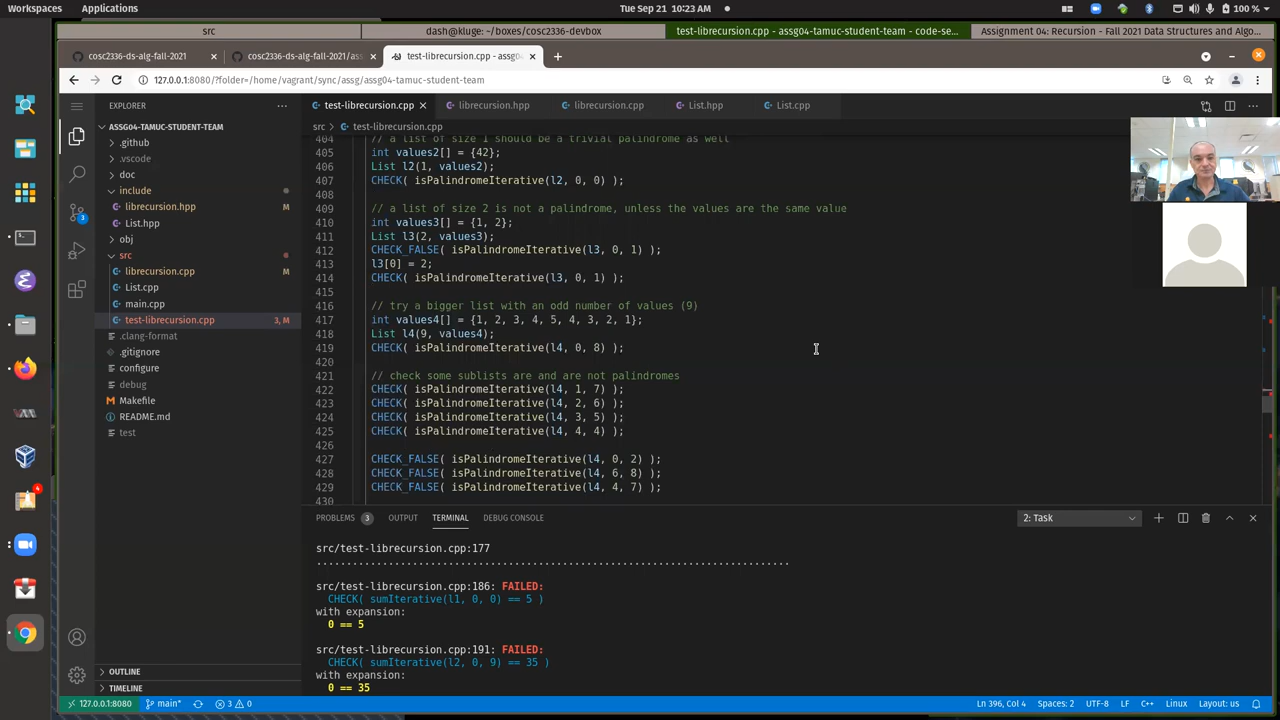 Workspaces Applications Tue Sep 21 10:23 AM 100 %
src dash@kluge: ~/boxes/cosc2336-devbox test-librecursion.cpp - assg04-tamuc-student-team - code-se... Assignment 04: Recursion - Fall 2021 Data Structures and Algo...
cosc2336-ds-alg-fall-2021 cosc2336-ds-alg-fall-2021/ass test-librecursion.cpp - assg0
127.0.0.1:8080/?folder=/home/vagrant/sync/assg/assg04-tamuc-student-team
EXPLORER
test-librecursion.cpp librecursion.hpp librecursion.cpp List.hpp List.cpp
src > test-librecursion.cpp
ASSG04-TAMUC-STUDENT-TEAM
.github
.vscode
doc
include
librecursion.hpp M
List.hpp
obj
src
librecursion.cpp
List.cpp
main.cpp
test-librecursion.cpp 3, M
.clang-format
.gitignore
configure
debug
Makefile
README.md
test
OUTLINE
TIMELINE
3
4
404 // a list of size 1 should be a trivial palindrome as well
405 int values2[] = {42};
406 List l2(1, values2);
407 CHECK( isPalindromeIterative(l2, 0, 0) );
408
409 // a list of size 2 is not a palindrome, unless the values are the same value
410 int values3[] = {1, 2};
411 List l3(2, values3);
412 CHECK_FALSE( isPalindromeIterative(l3, 0, 1) );
413 l3[0] = 2;
414 CHECK( isPalindromeIterative(l3, 0, 1) );
415
416 // try a bigger list with an odd number of values (9)
417 int values4[] = {1, 2, 3, 4, 5, 4, 3, 2, 1};
418 List l4(9, values4);
419 CHECK( isPalindromeIterative(l4, 0, 8) );
420
421 // check some sublists are and are not palindromes
422 CHECK( isPalindromeIterative(l4, 1, 7) );
423 CHECK( isPalindromeIterative(l4, 2, 6) );
424 CHECK( isPalindromeIterative(l4, 3, 5) );
425 CHECK( isPalindromeIterative(l4, 4, 4) );
426
427 CHECK_FALSE( isPalindromeIterative(l4, 0, 2) );
428 CHECK_FALSE( isPalindromeIterative(l4, 6, 8) );
429 CHECK_FALSE( isPalindromeIterative(l4, 4, 7) );
430
PROBLEMS 3 OUTPUT TERMINAL DEBUG CONSOLE 2: Task
src/test-librecursion.cpp:177
...............................................................................
src/test-librecursion.cpp:186: FAILED:
CHECK( sumIterative(l1, 0, 0) == 5 )
with expansion:
0 == 5
src/test-librecursion.cpp:191: FAILED:
CHECK( sumIterative(l2, 0, 9) == 35 )
with expansion:
0 == 35
127.0.0.1:8080 main* 3 0 Ln 396, Col 4 Spaces: 2 UTF-8 LF C++ Linux Layout: us